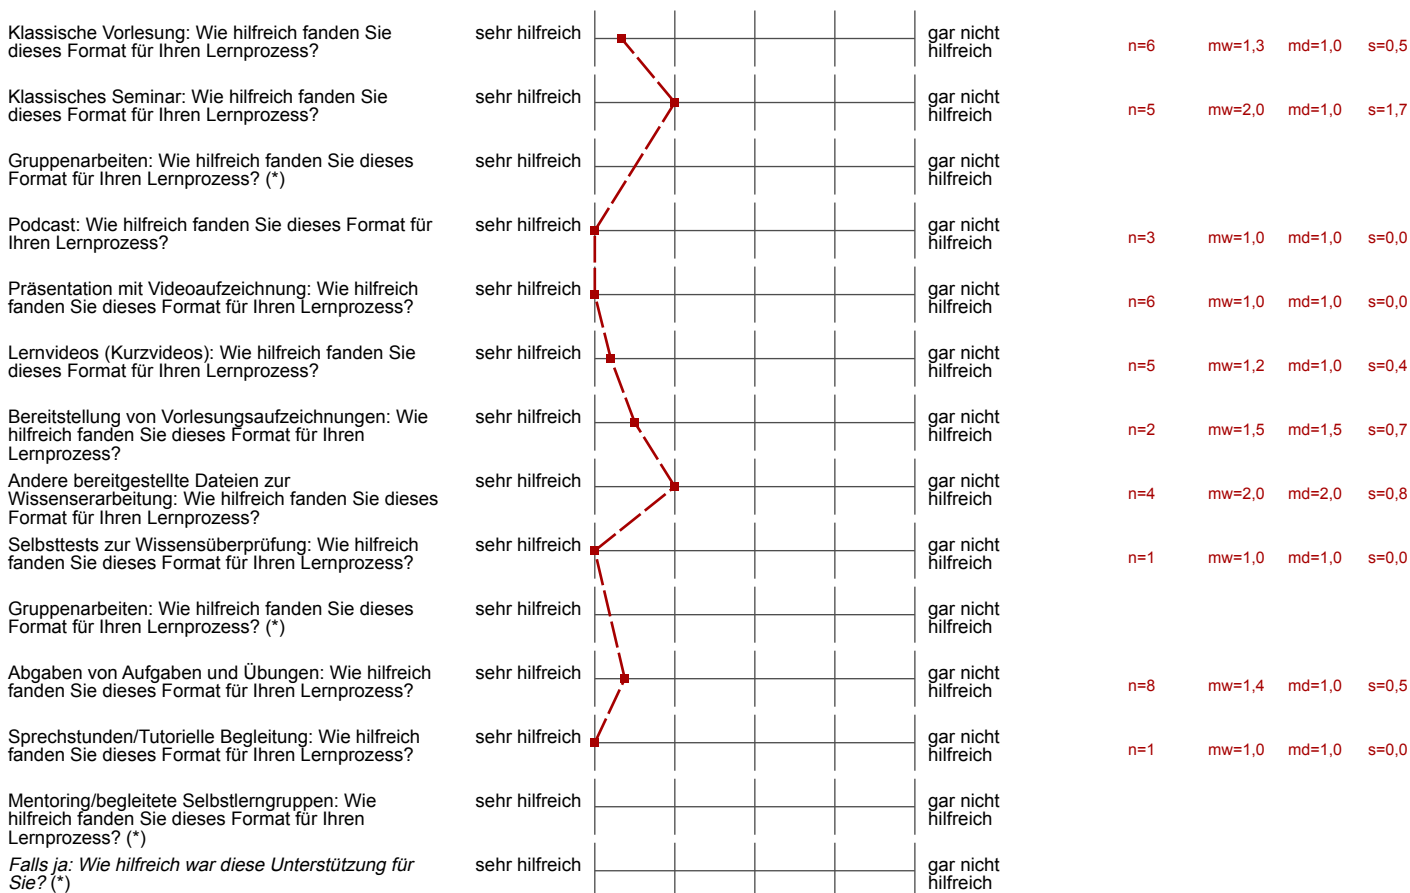 Klassische Vorlesung: Wie hilfreich fanden Sie
dieses Format für Ihren Lernprozess?
sehr hilfreich
gar nicht
hilfreich
n=6 mw=1,3 md=1,0 s=0,5
Klassisches Seminar: Wie hilfreich fanden Sie
dieses Format für Ihren Lernprozess?
sehr hilfreich
gar nicht
hilfreich
n=5 mw=2,0 md=1,0 s=1,7
Gruppenarbeiten: Wie hilfreich fanden Sie dieses
Format für Ihren Lernprozess? (*)
sehr hilfreich
gar nicht
hilfreich
Podcast: Wie hilfreich fanden Sie dieses Format für
Ihren Lernprozess?
sehr hilfreich
gar nicht
hilfreich
n=3 mw=1,0 md=1,0 s=0,0
Präsentation mit Videoaufzeichnung: Wie hilfreich
fanden Sie dieses Format für Ihren Lernprozess?
sehr hilfreich
gar nicht
hilfreich
n=6 mw=1,0 md=1,0 s=0,0
Lernvideos (Kurzvideos): Wie hilfreich fanden Sie
dieses Format für Ihren Lernprozess?
sehr hilfreich
gar nicht
hilfreich
n=5 mw=1,2 md=1,0 s=0,4
Bereitstellung von Vorlesungsaufzeichnungen: Wie
hilfreich fanden Sie dieses Format für Ihren
Lernprozess?
sehr hilfreich
gar nicht
hilfreich
n=2 mw=1,5 md=1,5 s=0,7
Andere bereitgestellte Dateien zur
Wissenserarbeitung: Wie hilfreich fanden Sie dieses
Format für Ihren Lernprozess?
sehr hilfreich
gar nicht
hilfreich
n=4 mw=2,0 md=2,0 s=0,8
Selbsttests zur Wissensüberprüfung: Wie hilfreich
fanden Sie dieses Format für Ihren Lernprozess?
sehr hilfreich
gar nicht
hilfreich
n=1 mw=1,0 md=1,0 s=0,0
Gruppenarbeiten: Wie hilfreich fanden Sie dieses
Format für Ihren Lernprozess? (*)
sehr hilfreich
gar nicht
hilfreich
Abgaben von Aufgaben und Übungen: Wie hilfreich
fanden Sie dieses Format für Ihren Lernprozess?
sehr hilfreich
gar nicht
hilfreich
n=8 mw=1,4 md=1,0 s=0,5
Sprechstunden/Tutorielle Begleitung: Wie hilfreich
fanden Sie dieses Format für Ihren Lernprozess?
sehr hilfreich
gar nicht
hilfreich
n=1 mw=1,0 md=1,0 s=0,0
Mentoring/begleitete Selbstlerngruppen: Wie
hilfreich fanden Sie dieses Format für Ihren
Lernprozess? (*)
sehr hilfreich
gar nicht
hilfreich
Falls ja: Wie hilfreich war diese Unterstützung für
Sie? (*)
sehr hilfreich
gar nicht
hilfreich